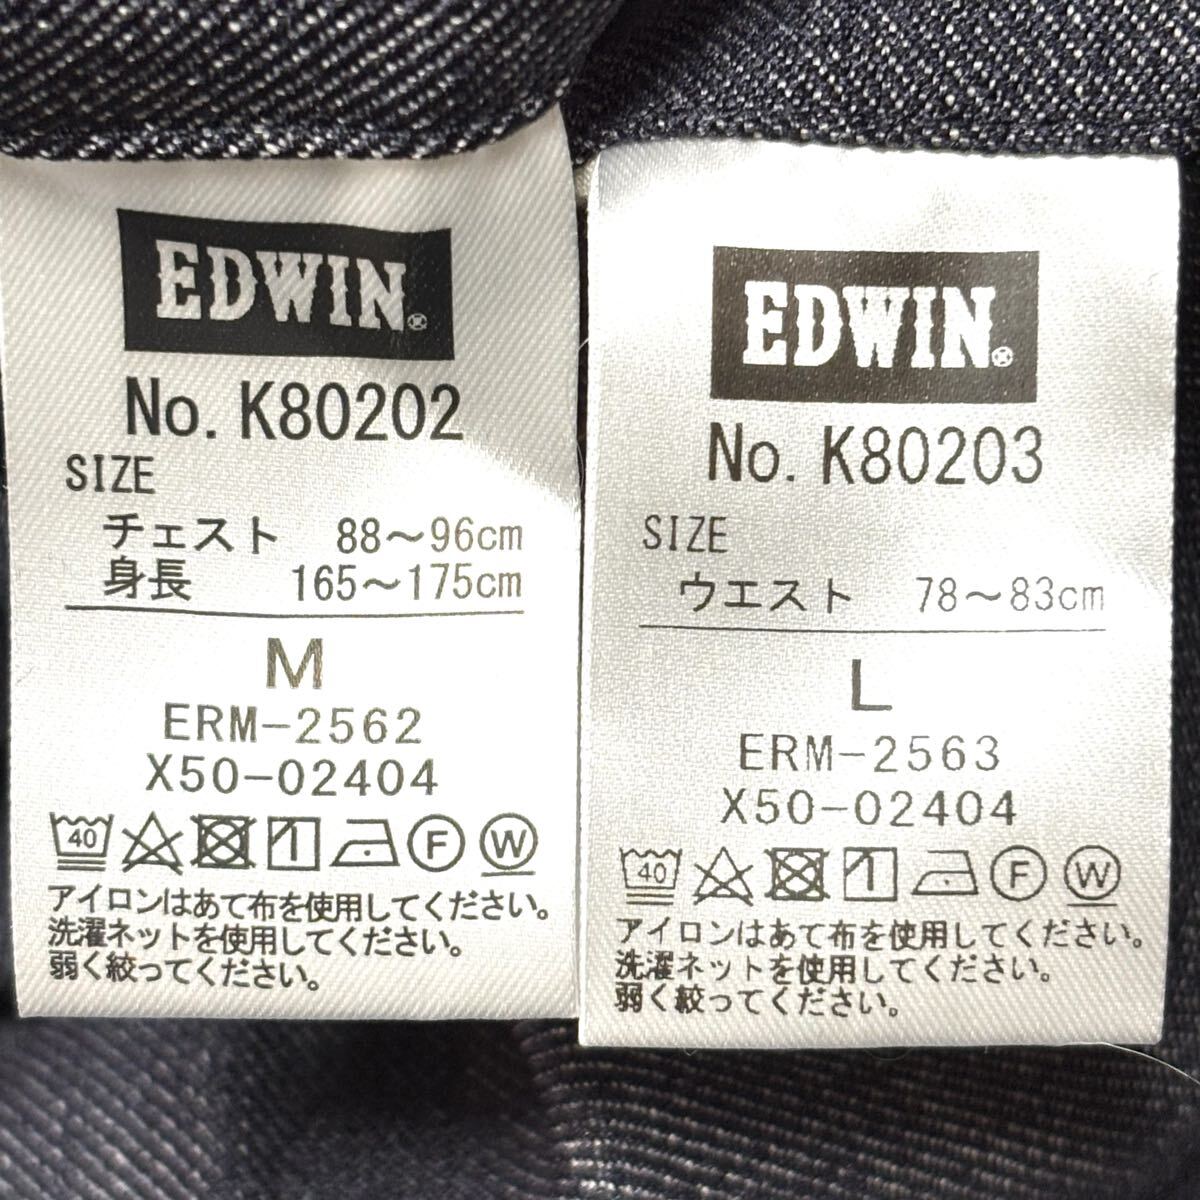 EDWIN®
No. K80202
SIZE
チェスト 88～96cm
身長 165～175cm
M
ERM-2562
X50-02404
40 F W
アイロンはあて布を使用してください。
洗濯ネットを使用してください。
弱く絞ってください。
EDWIN®
No. K80203
SIZE
ウエスト 78～83cm
L
ERM-2563
X50-02404
40 F W
アイロンはあて布を使用してください。
洗濯ネットを使用してください。
弱く絞ってください。